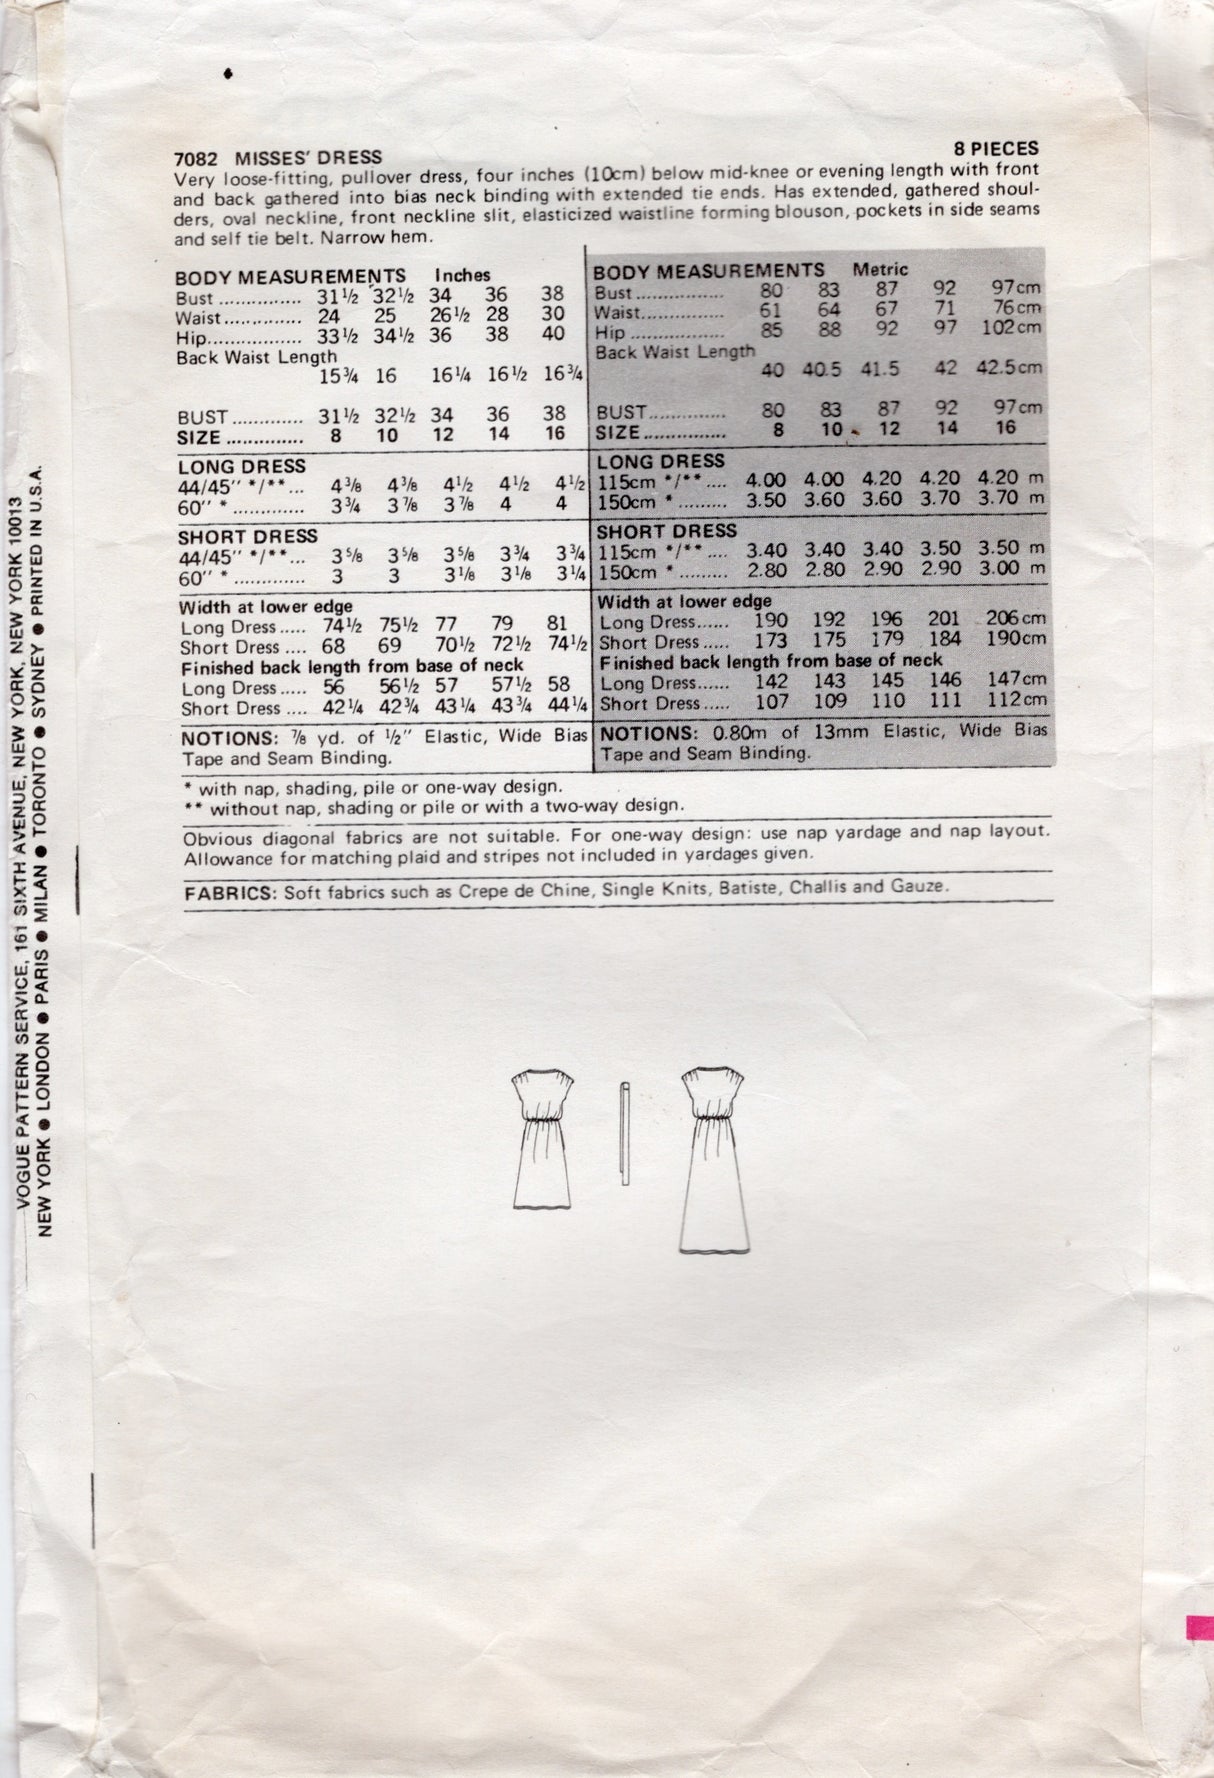 7082 MISSES' DRESS 8 PIECES
Very loose-fitting, pullover dress, four inches (10cm) below mid-knee or evening length with front
and back gathered into bias neck binding with extended tie ends. Has extended, gathered shoul-
ders, oval neckline, front neckline slit, elasticized waistline forming blouson, pockets in side seams
and self tie belt. Narrow hem.
BODY MEASUREMENTS Inches
Bust ............... 31½ 32½ 34 36 38
Waist.............. 24 25 26½ 28 30
Hip................. 33½ 34½ 36 38 40
Back Waist Length
15¾ 16 16¼ 16½ 16¾
BUST ............. 31½ 32½ 34 36 38
SIZE .............. 8 10 12 14 16
LONG DRESS
44/45" */**... 4⅜ 4⅜ 4½ 4½ 4½
60" * ............. 3¾ 3⅞ 3⅞ 4 4
SHORT DRESS
44/45" */**... 3⅝ 3⅝ 3⅝ 3¾ 3¾
60" * ............. 3 3 3⅛ 3⅛ 3¼
Width at lower edge
Long Dress ..... 74½ 75½ 77 79 81
Short Dress .... 68 69 70½ 72½ 74½
Finished back length from base of neck
Long Dress ..... 56 56½ 57 57½ 58
Short Dress .... 42¼ 42¾ 43¼ 43¾ 44¼
NOTIONS: ⅞ yd. of ½" Elastic, Wide Bias
Tape and Seam Binding.
BODY MEASUREMENTS Metric
Bust ................ 80 83 87 92 97cm
Waist............... 61 64 67 71 76cm
Hip ................. 85 88 92 97 102cm
Back Waist Length
40 40.5 41.5 42 42.5cm
BUST.............. 80 83 87 92 97cm
SIZE............... 8 10 12 14 16
LONG DRESS
115cm */** .... 4.00 4.00 4.20 4.20 4.20 m
150cm * ......... 3.50 3.60 3.60 3.70 3.70 m
SHORT DRESS
115cm */** .... 3.40 3.40 3.40 3.50 3.50 m
150cm * ......... 2.80 2.80 2.90 2.90 3.00 m
Width at lower edge
Long Dress...... 190 192 196 201 206cm
Short Dress ..... 173 175 179 184 190cm
Finished back length from base of neck
Long Dress...... 142 143 145 146 147cm
Short Dress ..... 107 109 110 111 112cm
NOTIONS: 0.80m of 13mm Elastic, Wide Bias
Tape and Seam Binding.
* with nap, shading, pile or one-way design.
** without nap, shading or pile or with a two-way design.
Obvious diagonal fabrics are not suitable. For one-way design: use nap yardage and nap layout.
Allowance for matching plaid and stripes not included in yardages given.
FABRICS: Soft fabrics such as Crepe de Chine, Single Knits, Batiste, Challis and Gauze.
VOGUE PATTERN SERVICE, 161 SIXTH AVENUE, NEW YORK, NEW YORK 10013
NEW YORK ● LONDON ● PARIS ● MILAN ● TORONTO ● SYDNEY ● PRINTED IN U.S.A.